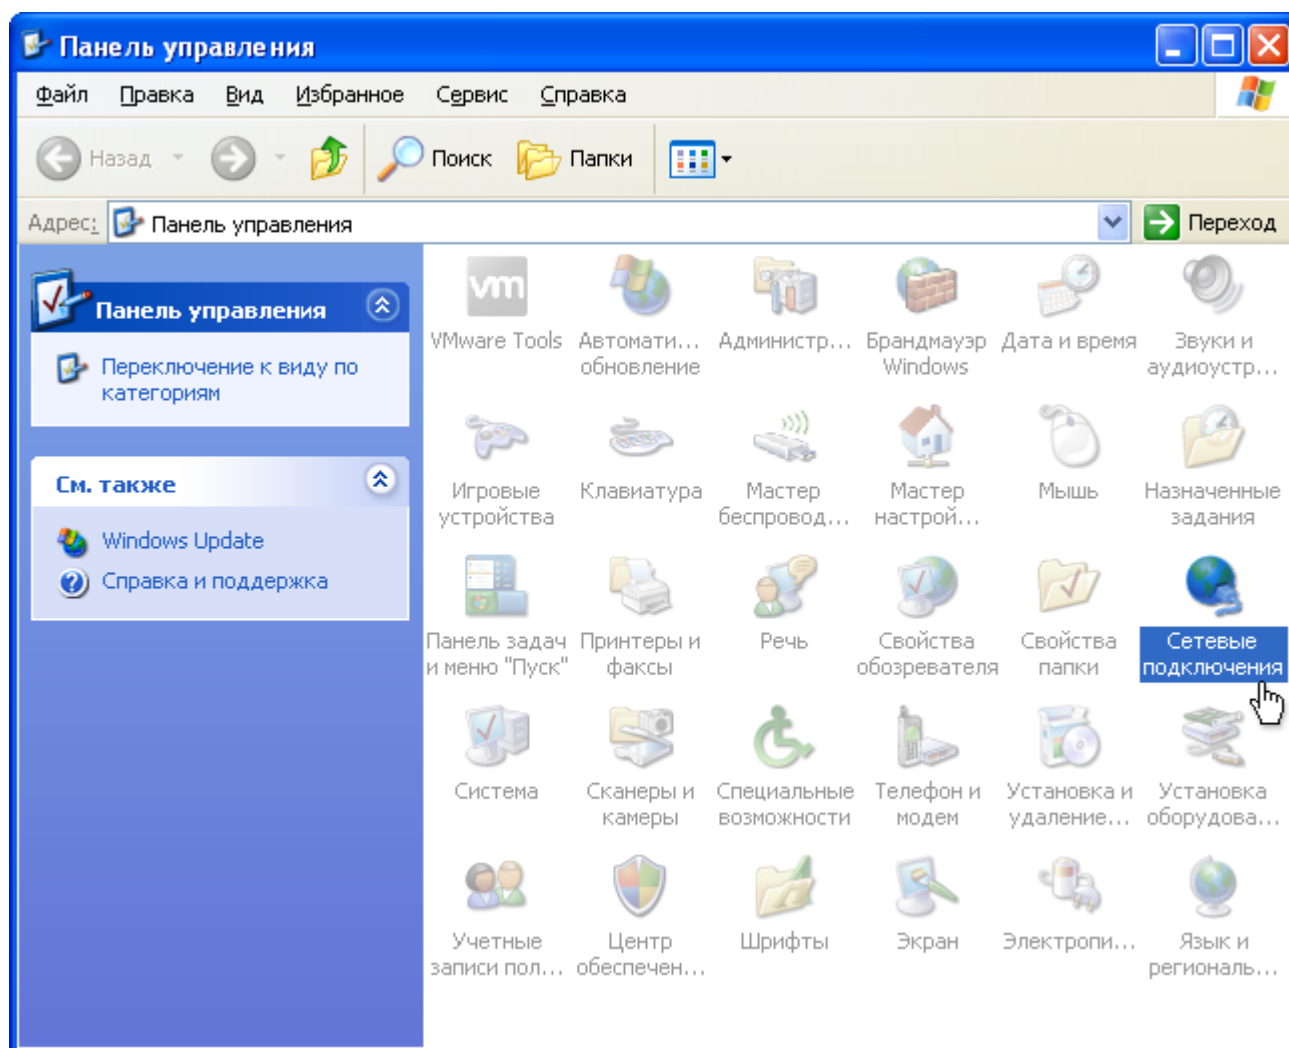 Панель управления
Файл Правка Вид Избранное Сервис Справка
Назад Поиск Папки
Адрес: Панель управления Переход
Панель управления
Переключение к виду по
категориям
См. также
Windows Update
Справка и поддержка
vm
VMware Tools Автомати... Администр... Брандмауэр Дата и время Звуки и
обновление Windows аудиоустр...
Игровые Клавиатура Мастер Мастер Мышь Назначенные
устройства беспровод... настрой... задания
Панель задач Принтеры и Речь Свойства Свойства Сетевые
и меню "Пуск" факсы обозревателя папки подключения
Система Сканеры и Специальные Телефон и Установка и Установка
камеры возможности модем удаление... оборудова...
Учетные Центр Шрифты Экран Электропи... Язык и
записи пол... обеспечен... региональ...